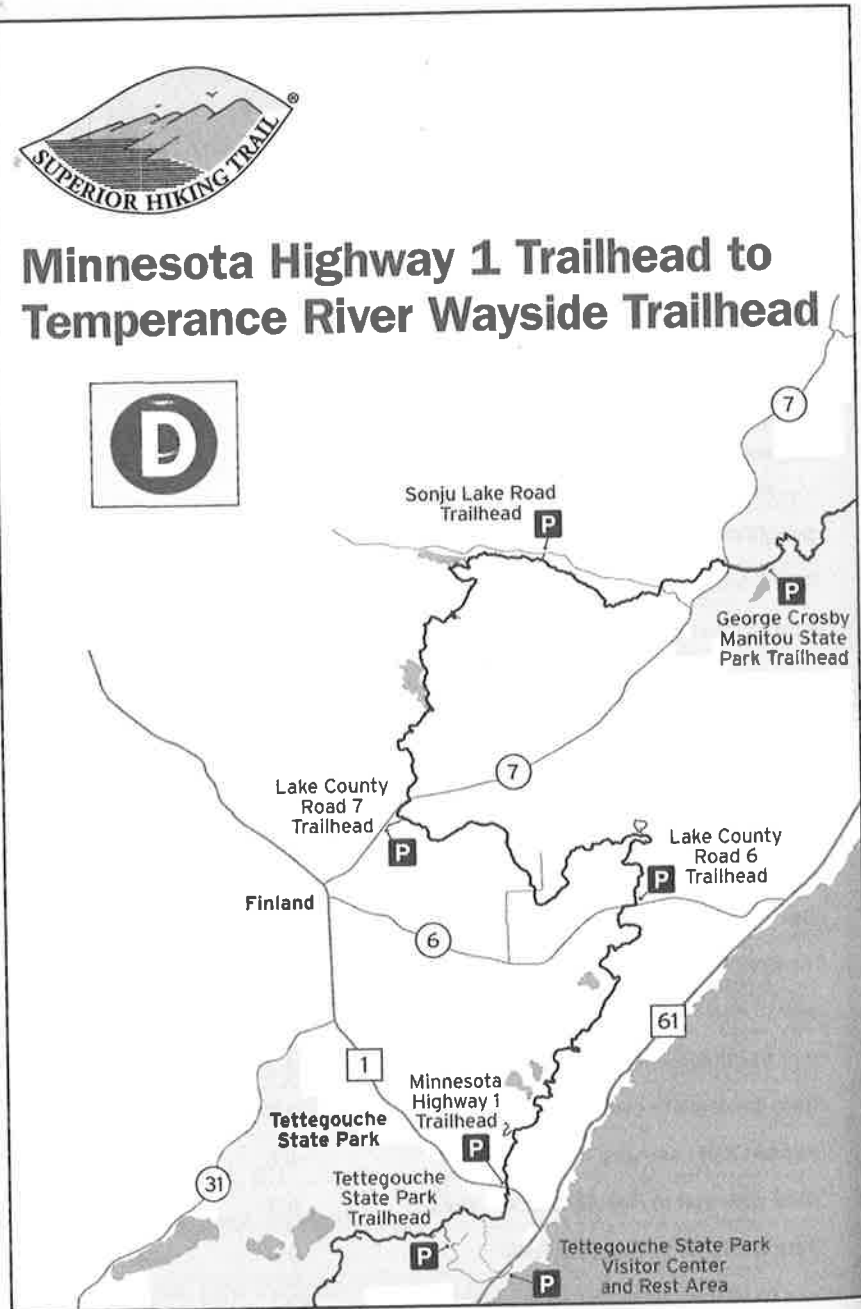 SUPERIOR HIKING TRAIL
®
Minnesota Highway 1 Trailhead to
Temperance River Wayside Trailhead
D
7
Sonju Lake Road
Trailhead
P
P
George Crosby
Manitou State
Park Trailhead
7
Lake County
Road 7
Trailhead
P
Lake County
Road 6
Trailhead
P
Finland
6
61
1
Minnesota
Highway 1
Trailhead
P
Tettegouche
State Park
31
Tettegouche
State Park
Trailhead
P
Tettegouche State Park
Visitor Center
and Rest Area
P